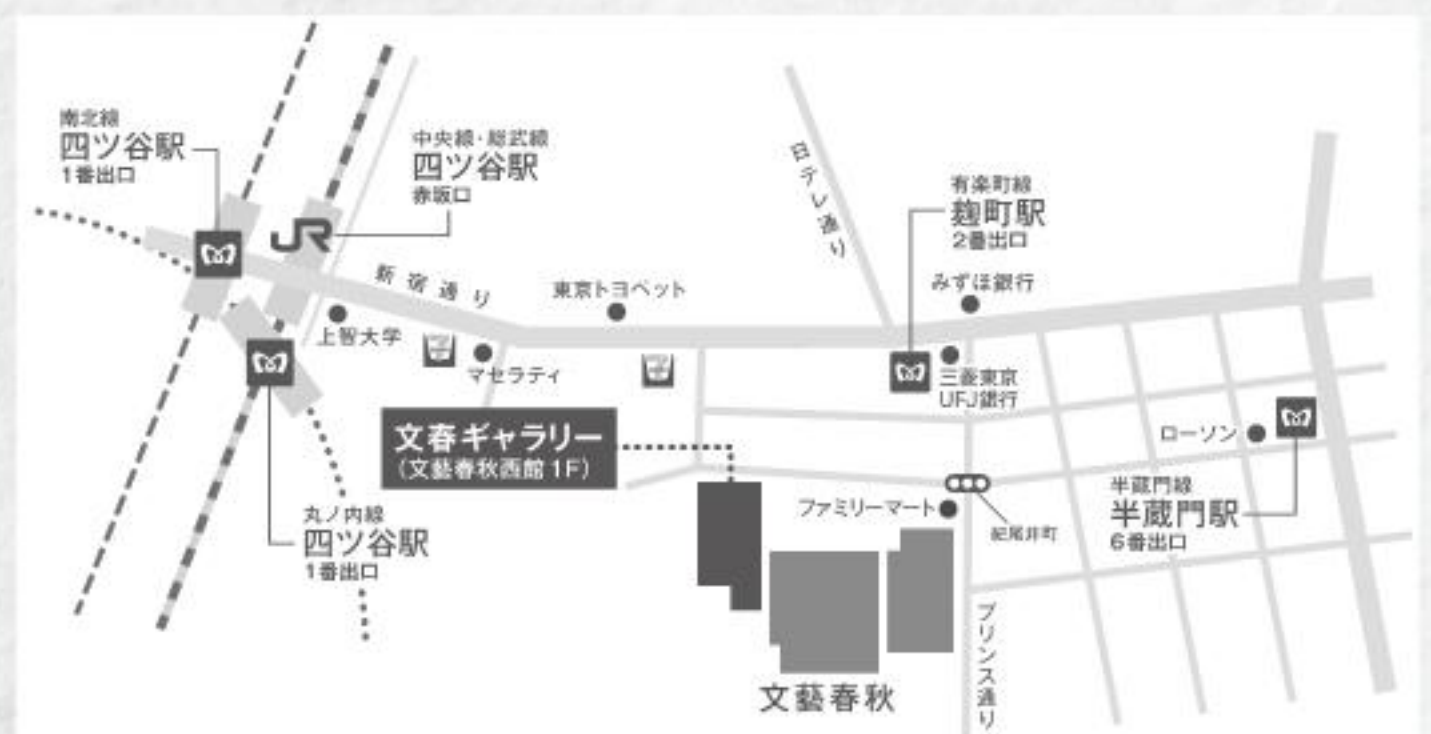 南北線
四ツ谷駅
1番出口
中央線・総武線
四ツ谷駅
赤坂口
JR
新宿通り
上智大学
マセラティ
東京トヨペット
日テレ通り
有楽町線
麹町駅
2番出口
みずほ銀行
三菱東京
UFJ銀行
文春ギャラリー
(文藝春秋西館1F)
丸ノ内線
四ツ谷駅
1番出口
ファミリーマート
紀尾井町
ローソン
半蔵門線
半蔵門駅
6番出口
プリンス通り
文藝春秋